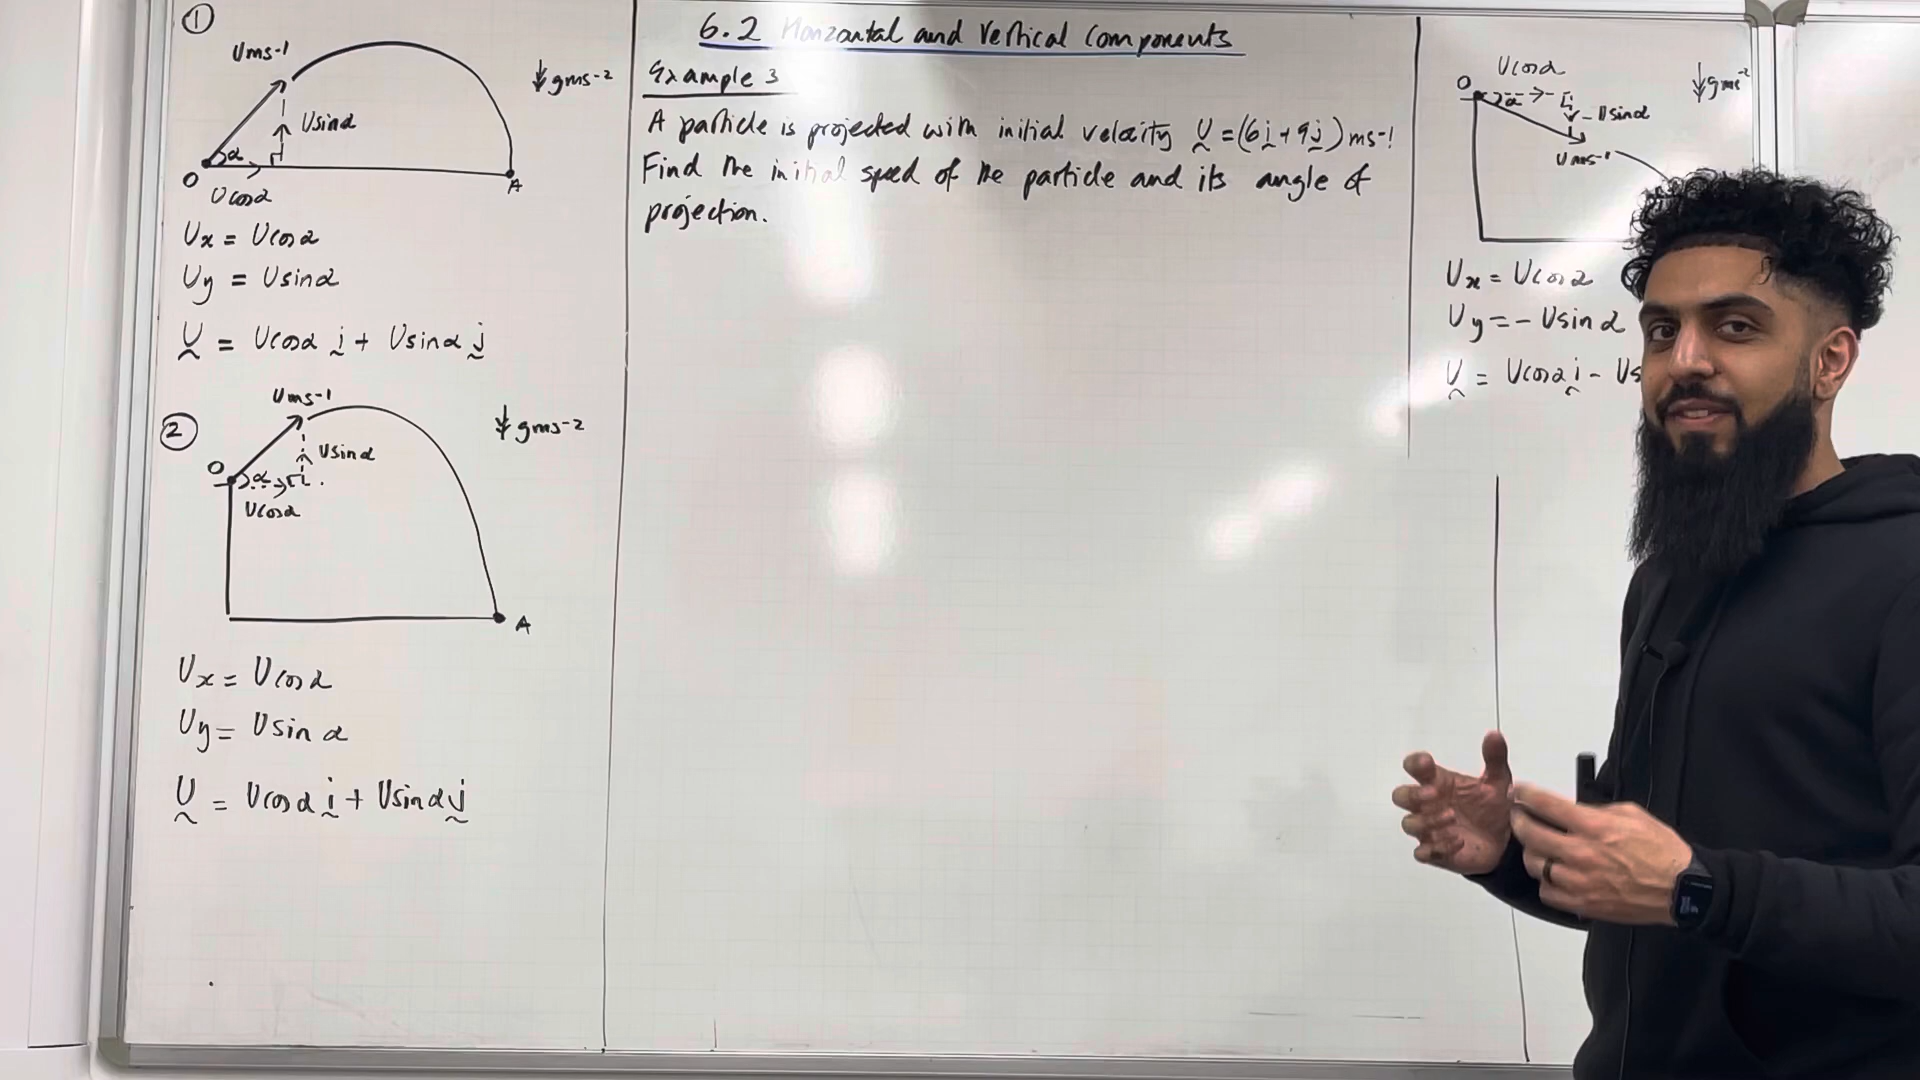 ①
Ums-1
↓gms-2
Usinα
α
O
Ucosα
A
Ux = Ucosα
Uy = Usinα
U = Ucosα i + Usinα j
②
Ums-1
↓gms-2
O
Usinα
α
Ucosα
A
Ux = Ucosα
Uy = Usinα
U = Ucosα i + Usinα j
6.2 Horizontal and Vertical Components
Example 3
A particle is projected with initial velocity U = (6i + 9j) ms-1.
Find the initial speed of the particle and its angle of
projection.
Ucosα
O
α
↓gms-2
-Usinα
Ums-1
Ux = Ucosα
Uy = -Usinα
U = Ucosα i - Us